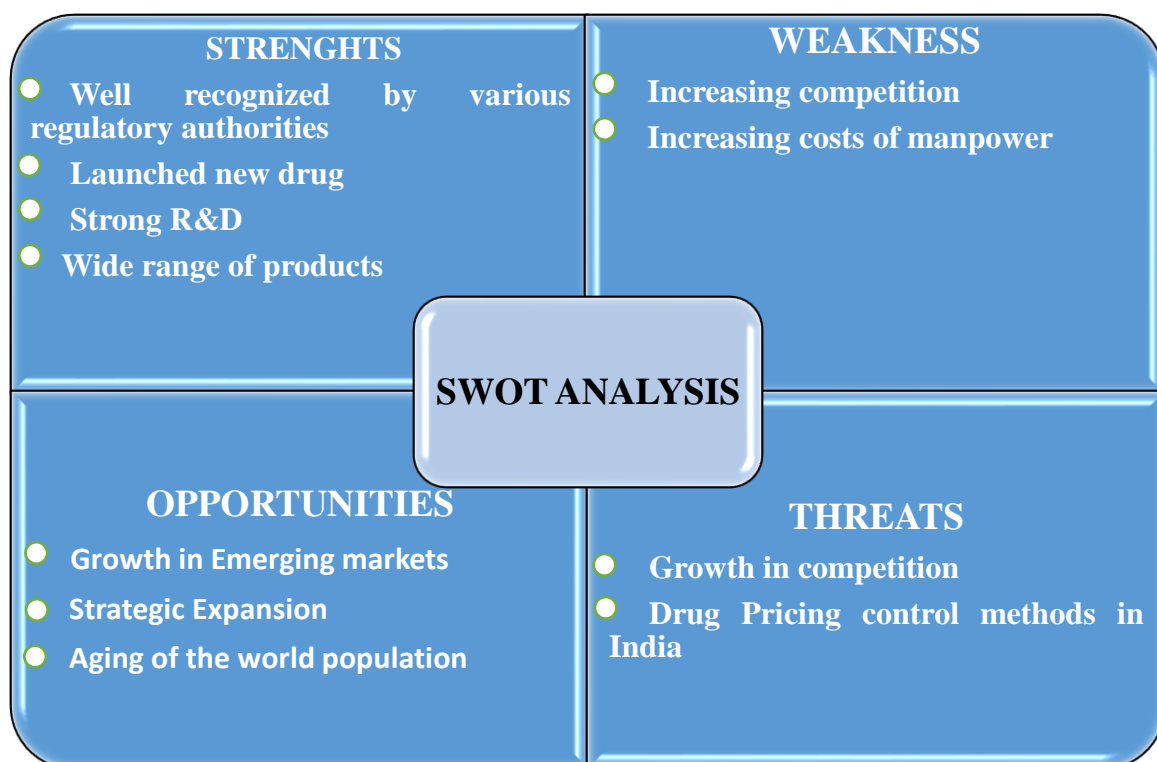 STRENGHTS
Well recognized by various
regulatory authorities
Launched new drug
Strong R&D
Wide range of products
WEAKNESS
Increasing competition
Increasing costs of manpower
SWOT ANALYSIS
OPPORTUNITIES
Growth in Emerging markets
Strategic Expansion
Aging of the world population
THREATS
Growth in competition
Drug Pricing control methods in
India